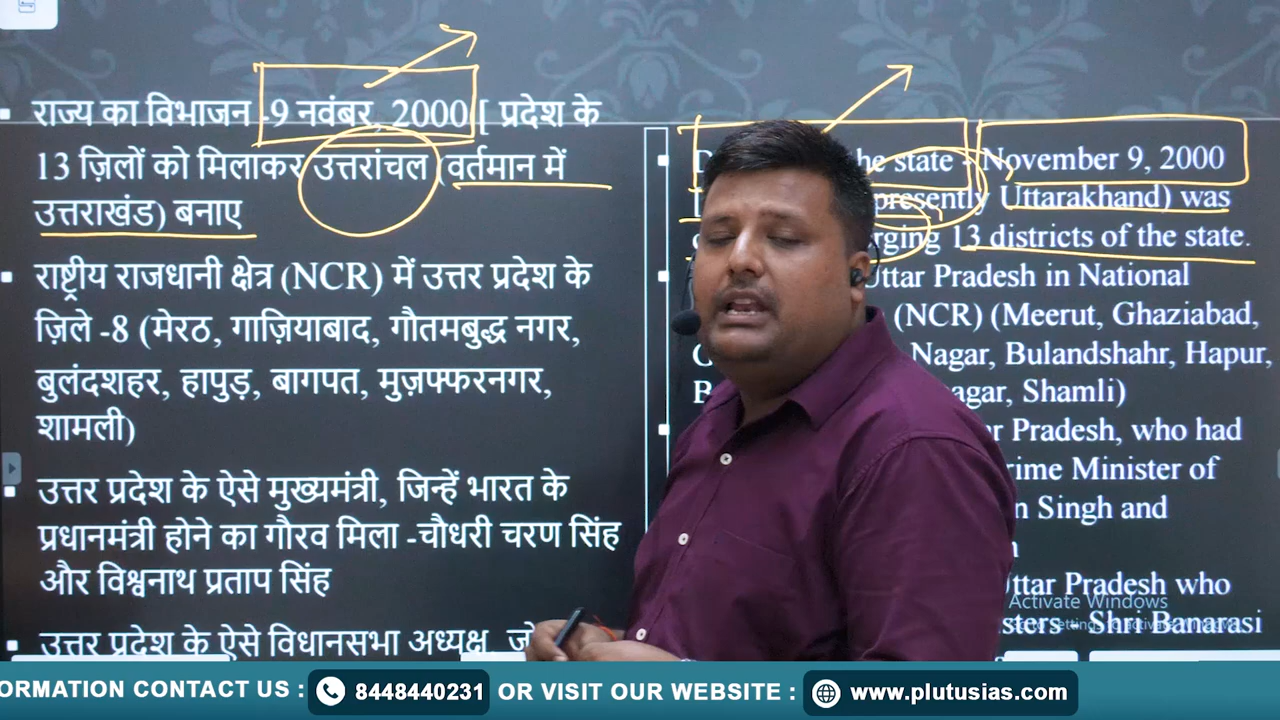 राज्य का विभाजन -9 नवंबर, 2000 [ प्रदेश के
13 ज़िलों को मिलाकर उत्तरांचल (वर्तमान में
उत्तराखंड) बनाए
राष्ट्रीय राजधानी क्षेत्र (NCR) में उत्तर प्रदेश के
ज़िले -8 (मेरठ, गाज़ियाबाद, गौतमबुद्ध नगर,
बुलंदशहर, हापुड़, बागपत, मुज़फ्फरनगर,
शामली)
उत्तर प्रदेश के ऐसे मुख्यमंत्री, जिन्हें भारत के
प्रधानमंत्री होने का गौरव मिला -चौधरी चरण सिंह
और विश्वनाथ प्रताप सिंह
उत्तर प्रदेश के ऐसे विधानसभा अध्यक्ष,
he state - November 9, 2000
presently Uttarakhand) was
13 districts of the state.
Uttar Pradesh in National
(NCR) (Meerut, Ghaziabad,
Nagar, Bulandshahr, Hapur,
Shamli)
Pradesh, who had
Minister of
Singh and
Uttar Pradesh who
Shri Banarasi
Activate Windows
CONTACT US : 8448440231 OR VISIT OUR WEBSITE : www.plutusias.com